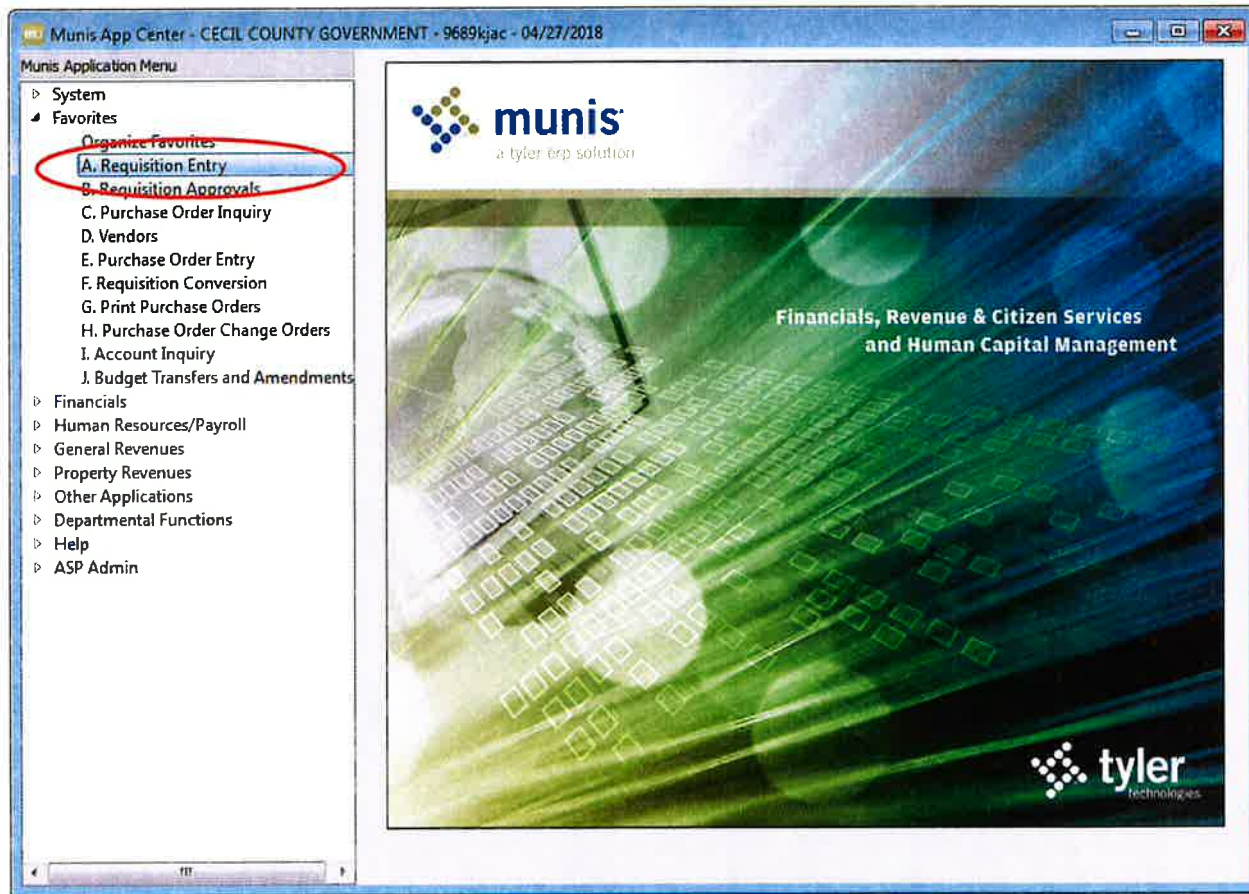 Munis App Center - CECIL COUNTY GOVERNMENT - 9689kjac - 04/27/2018
Munis Application Menu
System
Favorites
Organize Favorites
A. Requisition Entry
B. Requisition Approvals
C. Purchase Order Inquiry
D. Vendors
E. Purchase Order Entry
F. Requisition Conversion
G. Print Purchase Orders
H. Purchase Order Change Orders
I. Account Inquiry
J. Budget Transfers and Amendments
Financials
Human Resources/Payroll
General Revenues
Property Revenues
Other Applications
Departmental Functions
Help
ASP Admin
munis
a tyler erp solution
Financials, Revenue & Citizen Services
and Human Capital Management
tyler
technologies